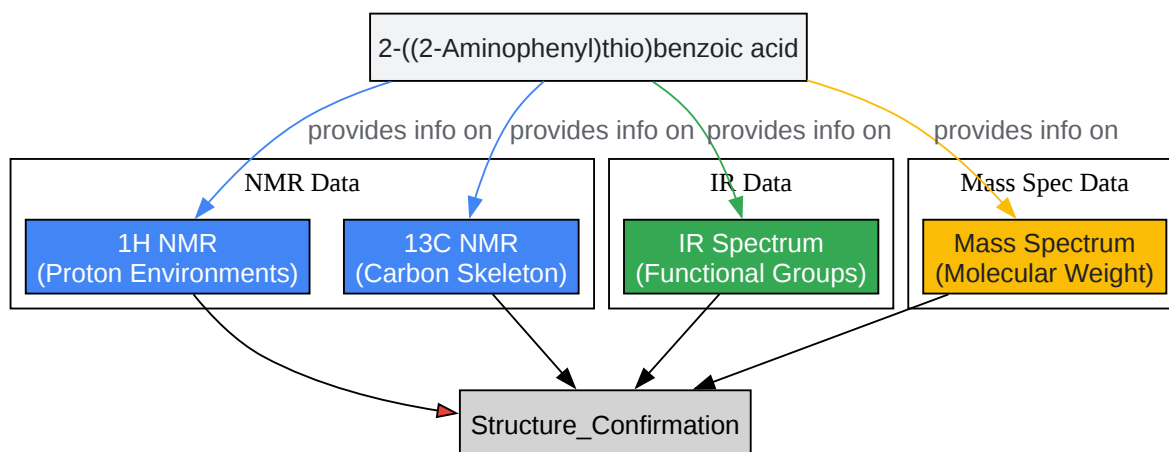 2-((2-Aminophenyl)thio)benzoic acid
provides info on
provides info on
provides info on
provides info on
NMR Data
IR Data
Mass Spec Data
1H NMR
(Proton Environments)
13C NMR
(Carbon Skeleton)
IR Spectrum
(Functional Groups)
Mass Spectrum
(Molecular Weight)
Structure_Confirmation